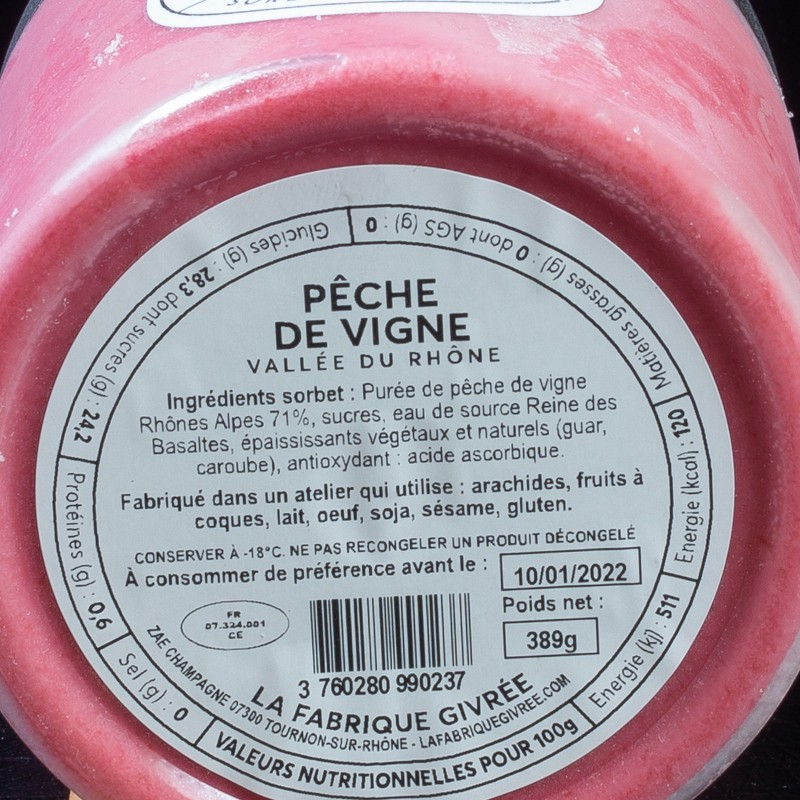 PÊCHE
DE VIGNE
VALLÉE DU RHÔNE
Ingrédients sorbet : Purée de pêche de vigne
Rhônes Alpes 71%, sucres, eau de source Reine des
Basaltes, épaississants végétaux et naturels (guar,
caroube), antioxydant : acide ascorbique.
Fabriqué dans un atelier qui utilise : arachides, fruits à
coques, lait, oeuf, soja, sésame, gluten.
CONSERVER À -18°C. NE PAS RECONGELER UN PRODUIT DÉCONGELÉ
À consommer de préférence avant le : 10/01/2022
Poids net :
389g
FR
07.324.001
CE
3 760280 990237
LA FABRIQUE GIVRÉE
ZAE CHAMPAGNE 07300 TOURNON-SUR-RHÔNE - LAFABRIQUEGIVREE.COM
VALEURS NUTRITIONNELLES POUR 100g
Energie (kj) : 511
Energie (kcal) : 120
Matières grasses (g) : 0 dont AGS (g) : 0
Glucides (g) : 28,3 dont sucres (g) : 24,2
Protéines (g) : 0,6
Sel (g) : 0